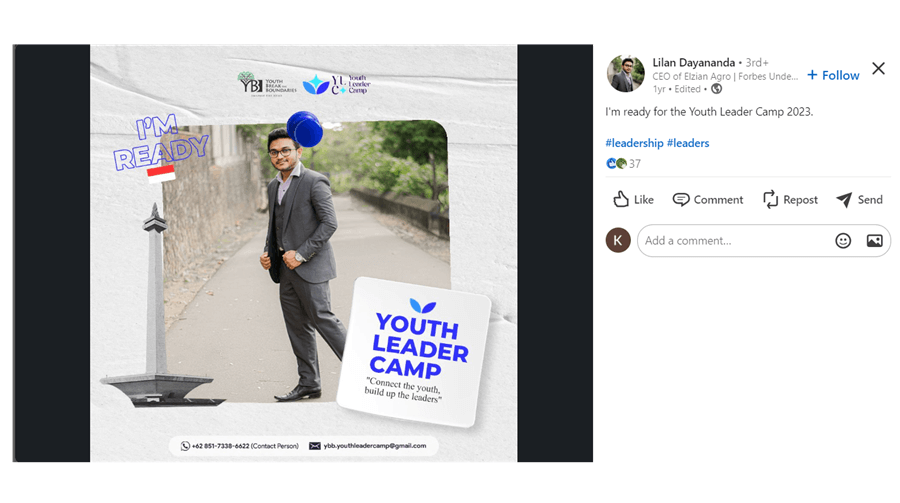 YBB
YOUTH
BREAK THE
BOUNDARIES
YL
C
Youth
Leader
Camp
I'M
READY
YOUTH
LEADER
CAMP
"Connect the youth,
build up the leaders"
+62 851-7338-6622 (Contact Person)
ybb.youthleadercamp@gmail.com
Lilan Dayananda • 3rd+
CEO of Elzian Agro | Forbes Unde...
1yr • Edited •
+ Follow
I'm ready for the Youth Leader Camp 2023.
#leadership #leaders
37
Like
Comment
Repost
Send
K
Add a comment...